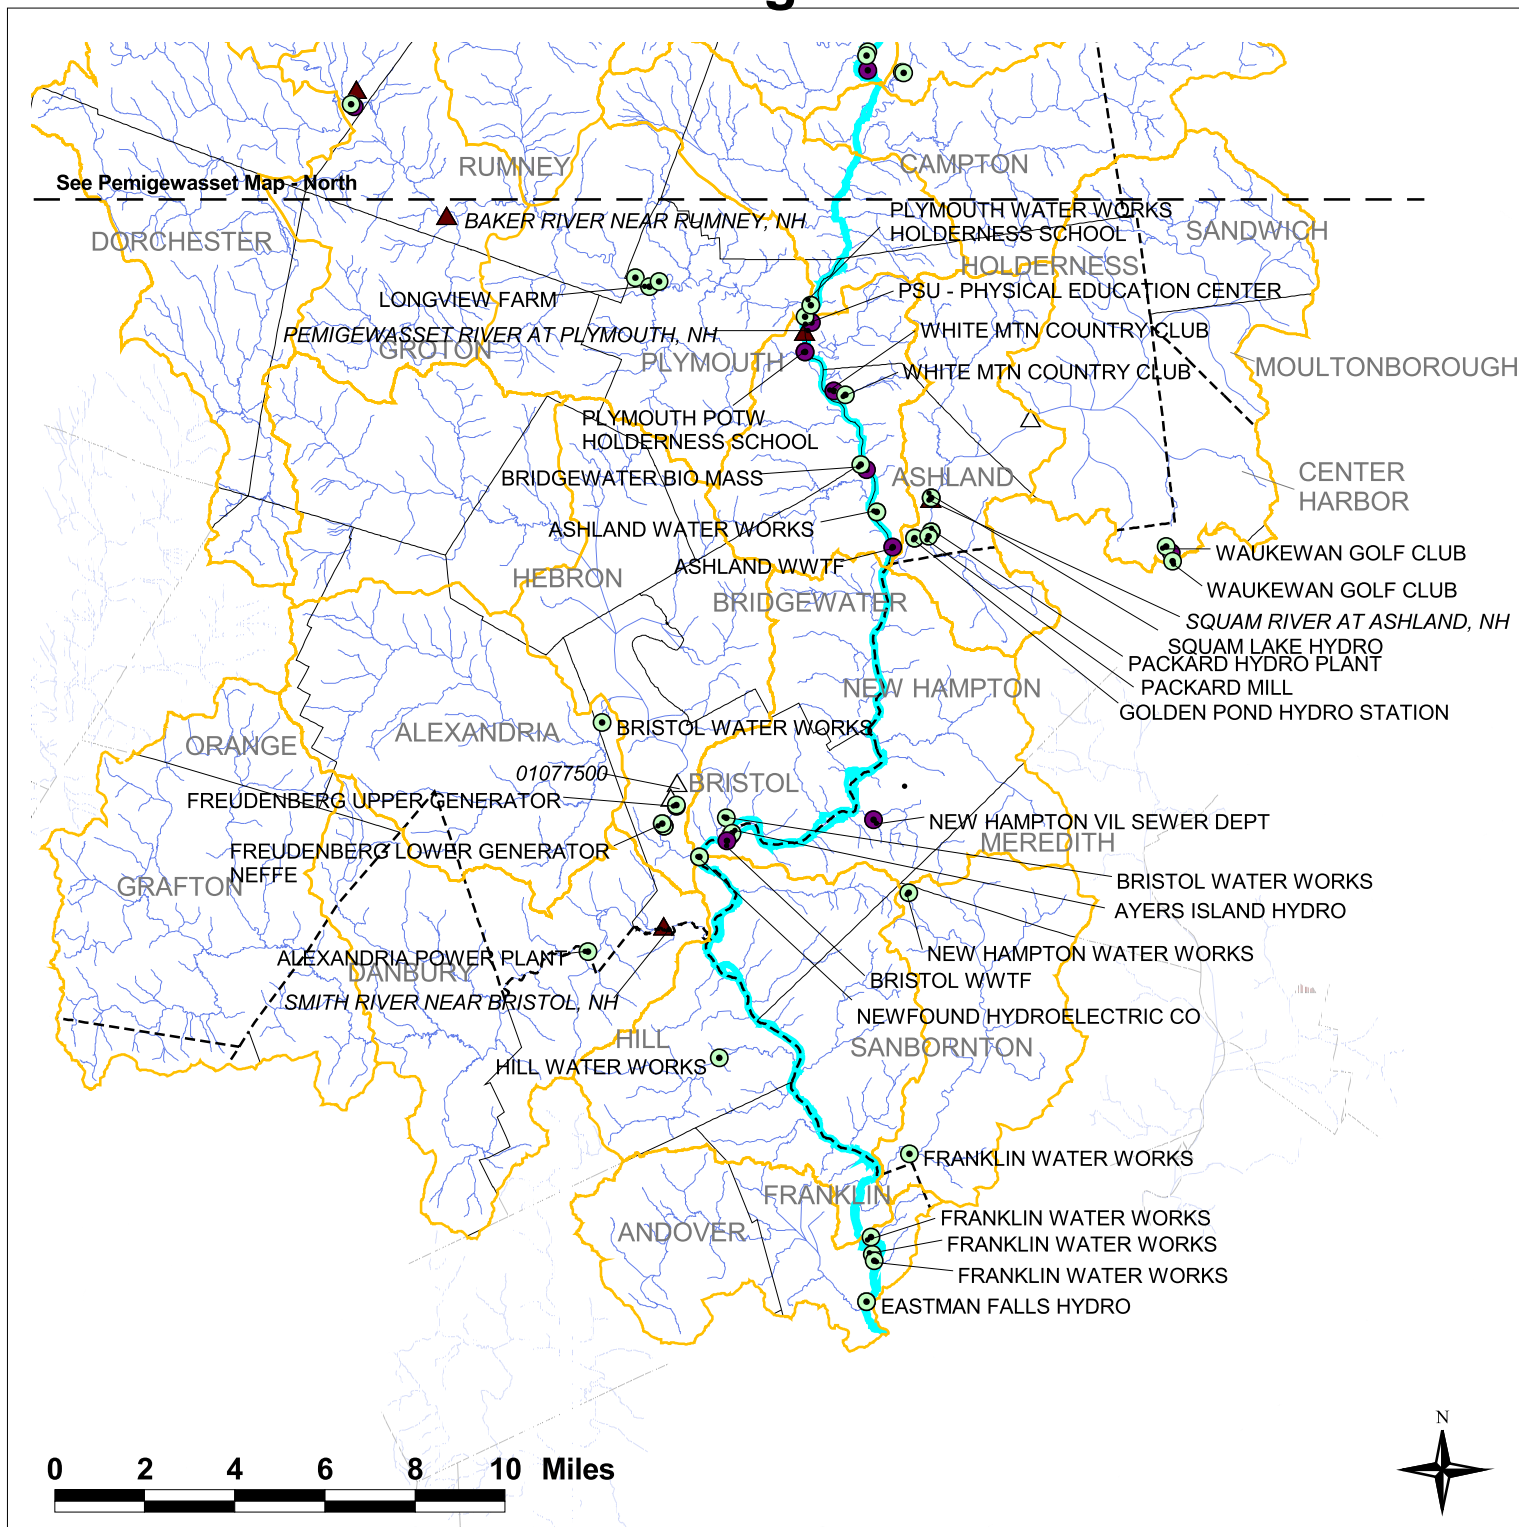 RUMNEY
CAMPTON
See Pemigewasset Map - North
BAKER RIVER NEAR RUMNEY, NH
PLYMOUTH WATER WORKS
HOLDERNESS SCHOOL
SANDWICH
DORCHESTER
HOLDERNESS
LONGVIEW FARM
PSU - PHYSICAL EDUCATION CENTER
PEMIGEWASSET RIVER AT PLYMOUTH, NH
WHITE MTN COUNTRY CLUB
GROTON
PLYMOUTH
MOULTONBOROUGH
WHITE MTN COUNTRY CLUB
PLYMOUTH POTW
HOLDERNESS SCHOOL
BRIDGEWATER BIO MASS
ASHLAND
CENTER
HARBOR
ASHLAND WATER WORKS
WAUKEWAN GOLF CLUB
ASHLAND WWTF
HEBRON
WAUKEWAN GOLF CLUB
BRIDGEWATER
SQUAM RIVER AT ASHLAND, NH
SQUAM LAKE HYDRO
PACKARD HYDRO PLANT
NEW HAMPTON
PACKARD MILL
GOLDEN POND HYDRO STATION
BRISTOL WATER WORKS
ALEXANDRIA
ORANGE
01077500
BRISTOL
FREUDENBERG UPPER GENERATOR
NEW HAMPTON VIL SEWER DEPT
MEREDITH
FREUDENBERG LOWER GENERATOR
NEFFE
GRAFTON
BRISTOL WATER WORKS
AYERS ISLAND HYDRO
NEW HAMPTON WATER WORKS
ALEXANDRIA POWER PLANT
DANBURY
BRISTOL WWTF
SMITH RIVER NEAR BRISTOL, NH
NEWFOUND HYDROELECTRIC CO
HILL
SANBORNTON
HILL WATER WORKS
FRANKLIN WATER WORKS
FRANKLIN
FRANKLIN WATER WORKS
ANDOVER
FRANKLIN WATER WORKS
FRANKLIN WATER WORKS
EASTMAN FALLS HYDRO
N
0 2 4 6 8 10 Miles